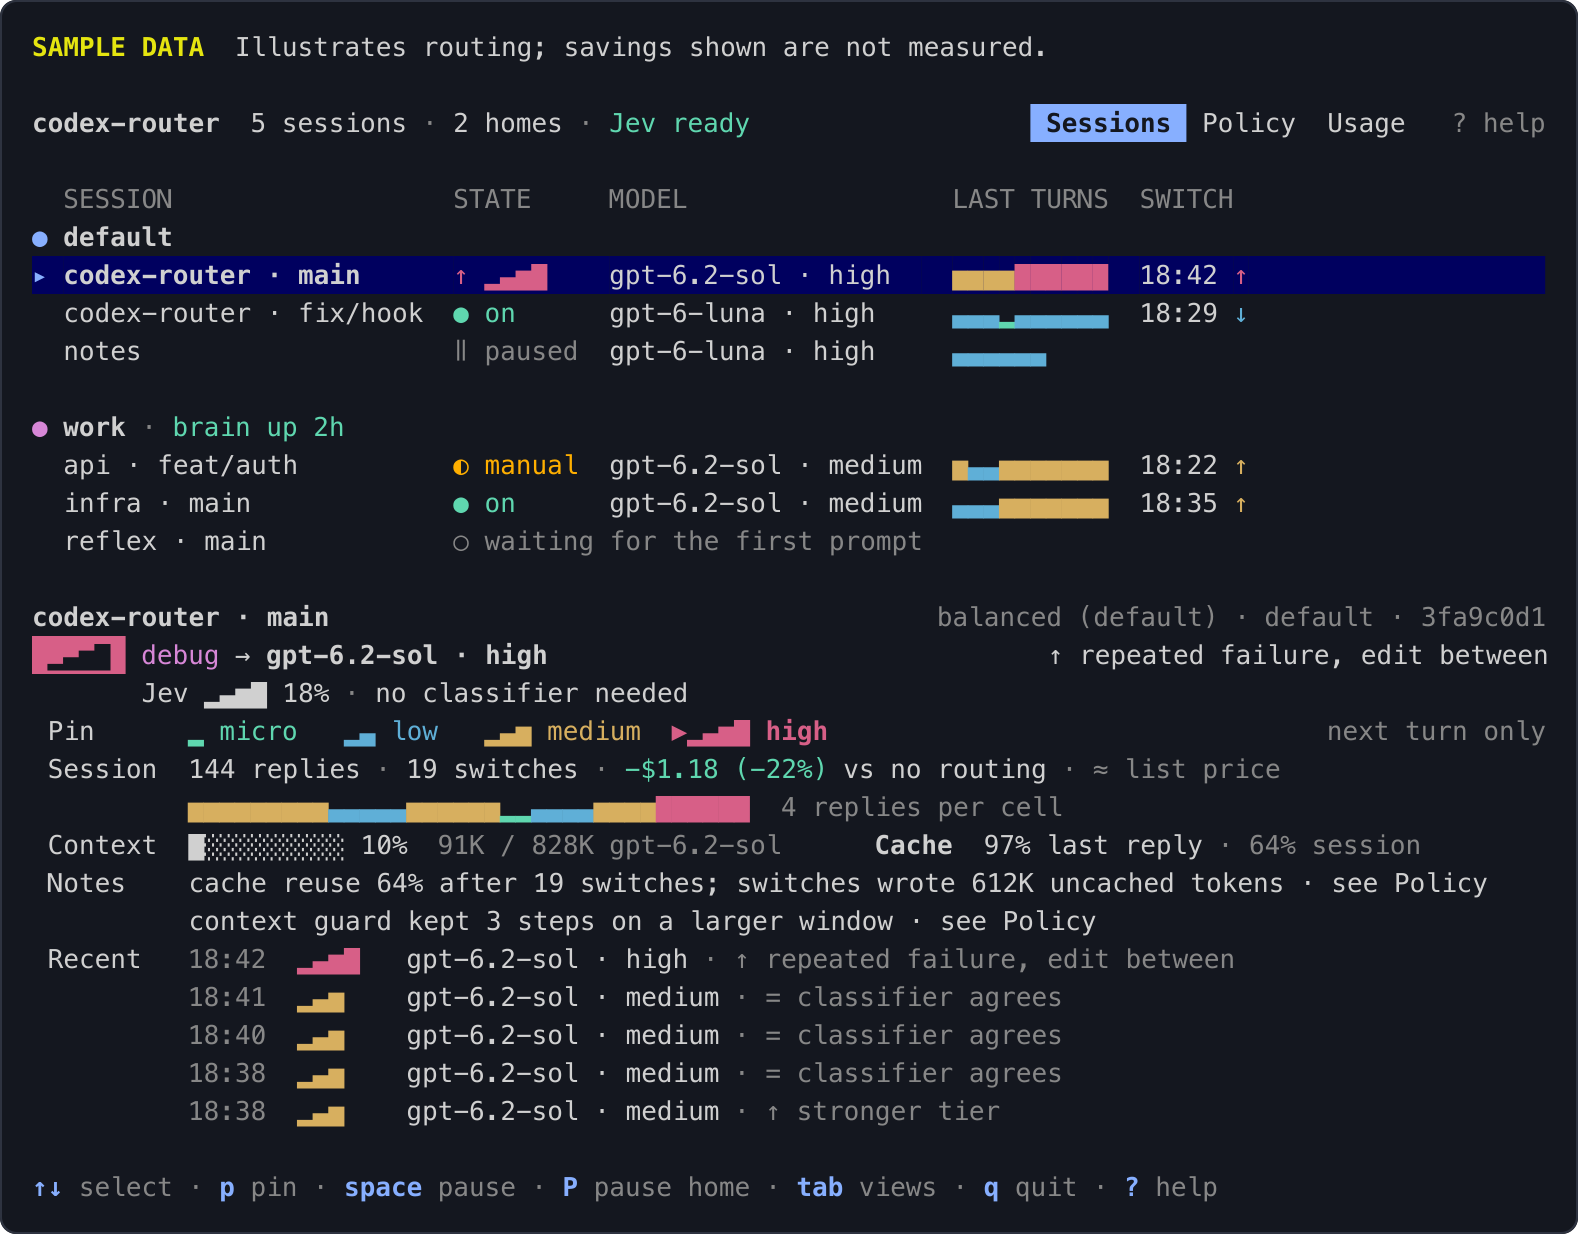 SAMPLE DATA  Illustrates routing; savings shown are not measured.
codex-router  5 sessions · 2 homes · Jev ready  Sessions  Policy  Usage  ? help
SESSION  STATE  MODEL  LAST TURNS  SWITCH
● default
▸ codex-router · main  ↑  gpt-6.2-sol · high  18:42 ↑
codex-router · fix/hook  ● on  gpt-6-luna · high  18:29 ↓
notes  ‖ paused  gpt-6-luna · high
● work · brain up 2h
api · feat/auth  ◐ manual  gpt-6.2-sol · medium  18:22 ↑
infra · main  ● on  gpt-6.2-sol · medium  18:35 ↑
reflex · main  ○ waiting for the first prompt
codex-router · main  balanced (default) · default · 3fa9c0d1
debug → gpt-6.2-sol · high  ↑ repeated failure, edit between
Jev  18% · no classifier needed
Pin  micro  low  medium  ▶ high  next turn only
Session  144 replies · 19 switches · -$1.18 (-22%) vs no routing · ≈ list price
4 replies per cell
Context  10%  91K / 828K gpt-6.2-sol  Cache  97% last reply · 64% session
Notes  cache reuse 64% after 19 switches; switches wrote 612K uncached tokens · see Policy
context guard kept 3 steps on a larger window · see Policy
Recent  18:42  gpt-6.2-sol · high · ↑ repeated failure, edit between
18:41  gpt-6.2-sol · medium · = classifier agrees
18:40  gpt-6.2-sol · medium · = classifier agrees
18:38  gpt-6.2-sol · medium · = classifier agrees
18:38  gpt-6.2-sol · medium · ↑ stronger tier
↑↓ select · p pin · space pause · P pause home · tab views · q quit · ? help